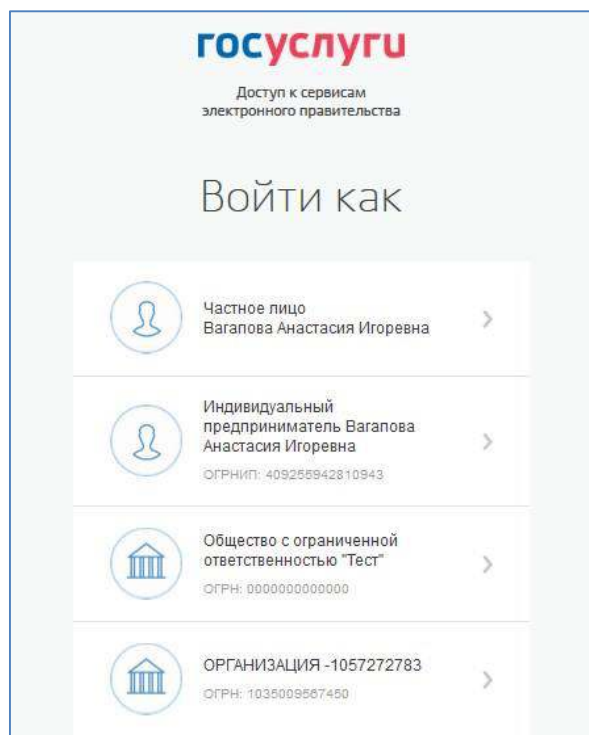 госуслуги
Доступ к сервисам
электронного правительства
Войти как
Частное лицо
Вагапова Анастасия Игоревна
Индивидуальный
предприниматель Вагапова
Анастасия Игоревна
ОГРНИП: 409255942810943
Общество с ограниченной
ответственностью "Тест"
ОГРН: 0000000000000
ОРГАНИЗАЦИЯ -1057272783
ОГРН: 1035009567450